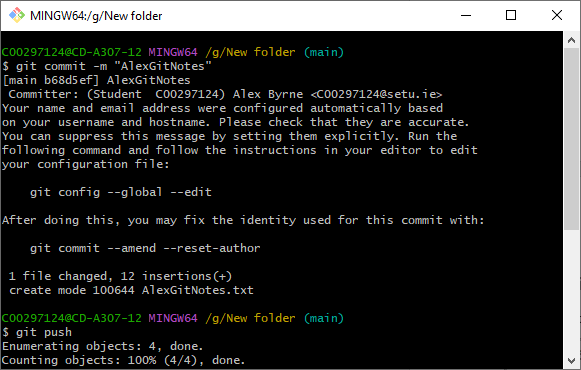 MINGW64:/g/New folder
C00297124@CD-A307-12 MINGW64 /g/New folder (main)
$ git commit -m "AlexGitNotes"
[main b68d5ef] AlexGitNotes
 Committer: (Student  C00297124) Alex Byrne <C00297124@setu.ie>
Your name and email address were configured automatically based
on your username and hostname. Please check that they are accurate.
You can suppress this message by setting them explicitly. Run the
following command and follow the instructions in your editor to edit
your configuration file:
    git config --global --edit
After doing this, you may fix the identity used for this commit with:
    git commit --amend --reset-author
 1 file changed, 12 insertions(+)
 create mode 100644 AlexGitNotes.txt
C00297124@CD-A307-12 MINGW64 /g/New folder (main)
$ git push
Enumerating objects: 4, done.
Counting objects: 100% (4/4), done.